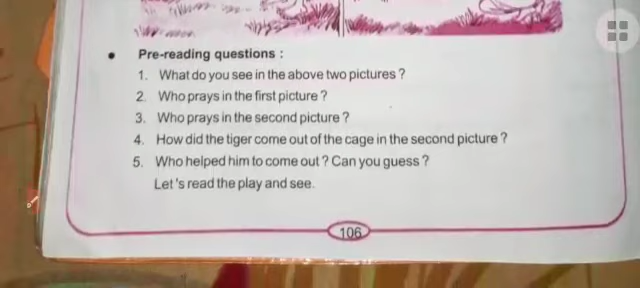 • Pre-reading questions :
1. What do you see in the above two pictures ?
2. Who prays in the first picture ?
3. Who prays in the second picture ?
4. How did the tiger come out of the cage in the second picture ?
5. Who helped him to come out ? Can you guess ?
Let's read the play and see.
106